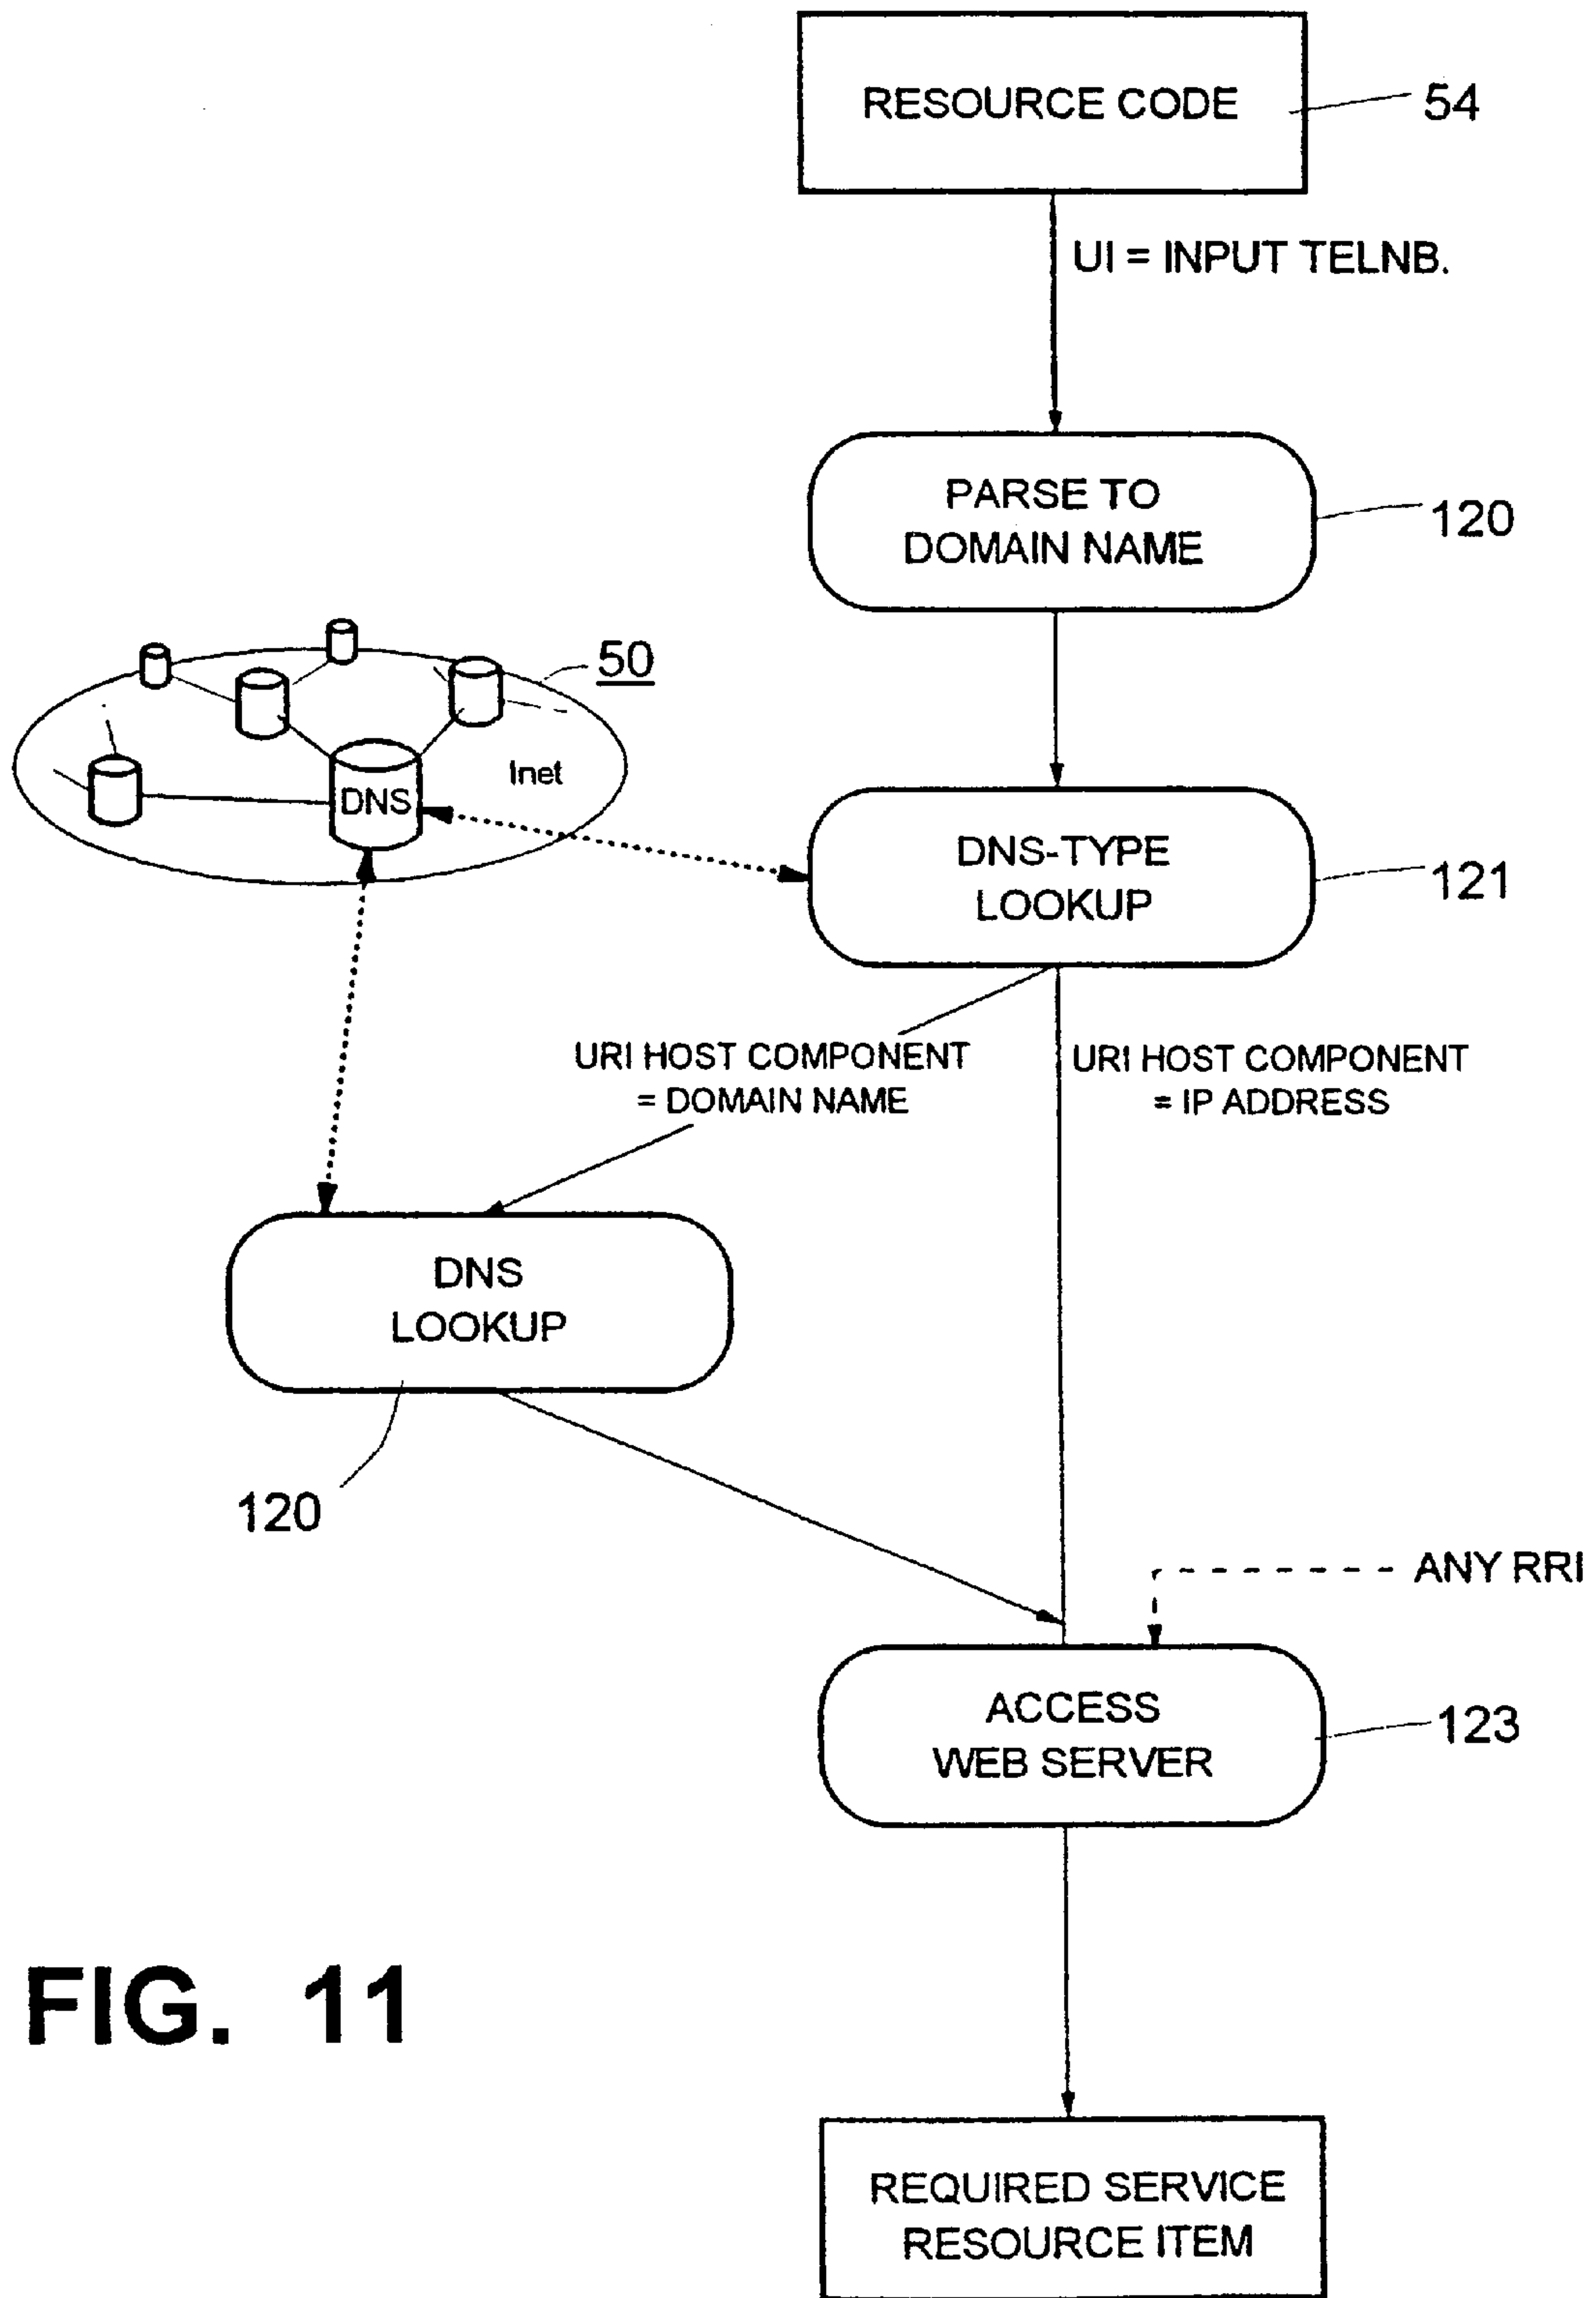 RESOURCE CODE
54
UI = INPUT TELNB.
PARSE TO
DOMAIN NAME
120
50
Inet
DNS
DNS-TYPE
LOOKUP
121
URI HOST COMPONENT
= DOMAIN NAME
URI HOST COMPONENT
= IP ADDRESS
DNS
LOOKUP
120
ANY RRI
ACCESS
WEB SERVER
123
FIG. 11
REQUIRED SERVICE
RESOURCE ITEM